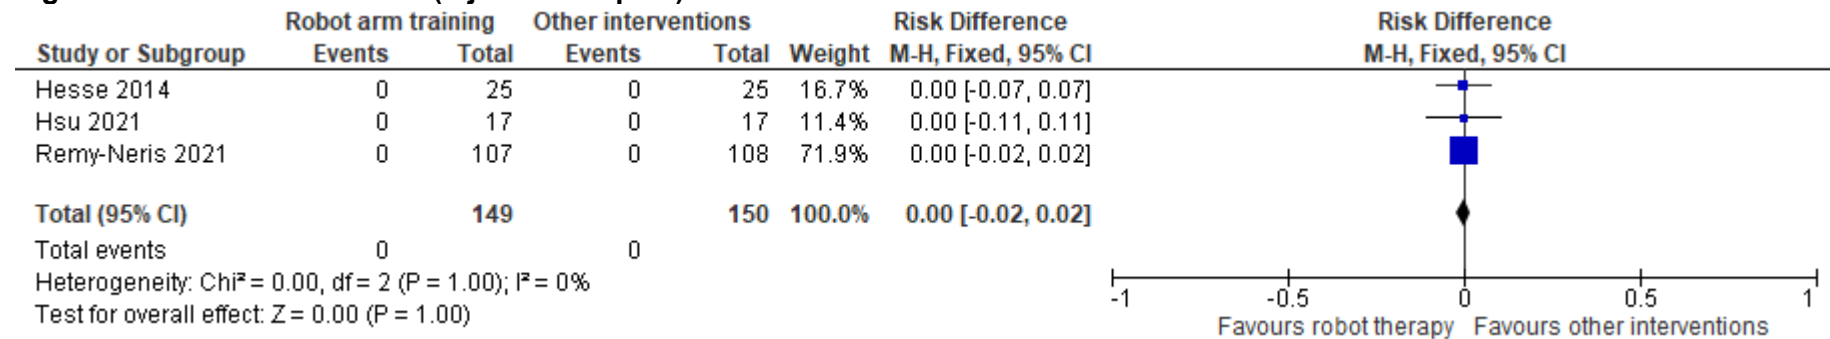 Robot arm training Other interventions Risk Difference Risk Difference
Study or Subgroup Events Total Events Total Weight M-H, Fixed, 95% CI M-H, Fixed, 95% CI
Hesse 2014 0 25 0 25 16.7% 0.00 [-0.07, 0.07]
Hsu 2021 0 17 0 17 11.4% 0.00 [-0.11, 0.11]
Remy-Neris 2021 0 107 0 108 71.9% 0.00 [-0.02, 0.02]
Total (95% CI) 149 150 100.0% 0.00 [-0.02, 0.02]
Total events 0 0
Heterogeneity: Chi² = 0.00, df = 2 (P = 1.00); I² = 0%
Test for overall effect: Z = 0.00 (P = 1.00)
-1 -0.5 0 0.5 1
Favours robot therapy Favours other interventions